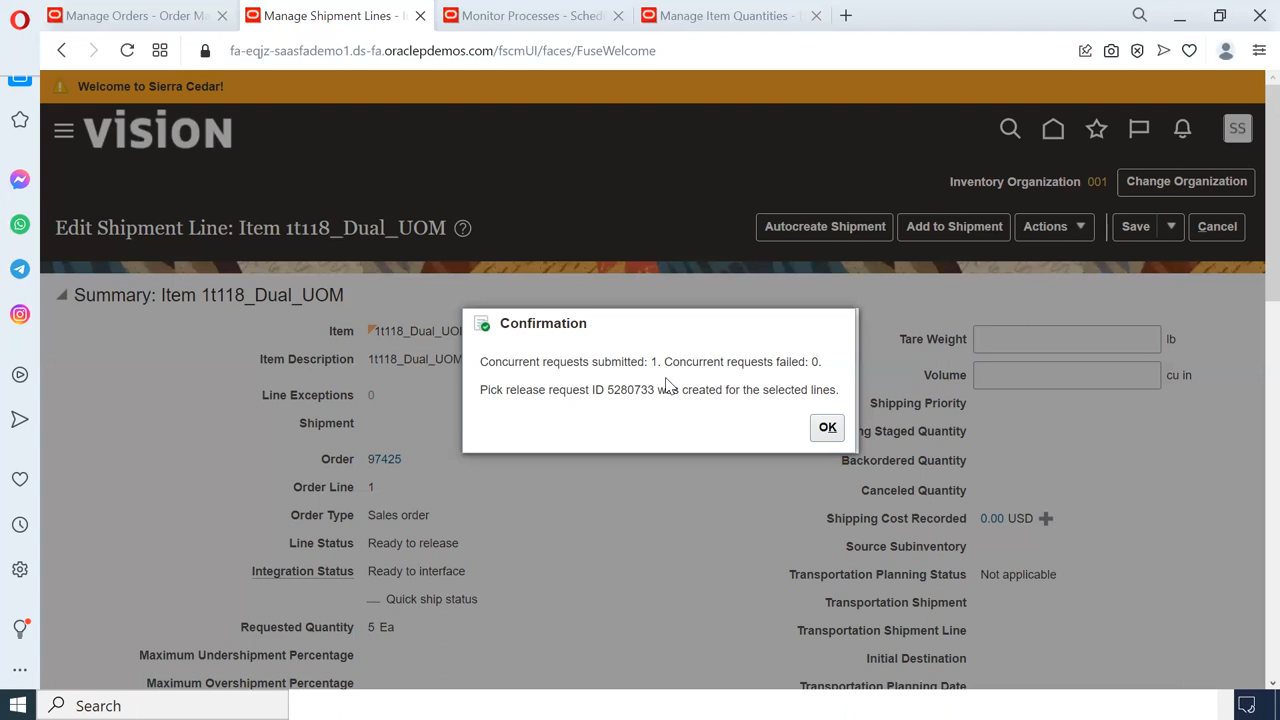 Manage Orders - Order M
Manage Shipment Lines - I
Monitor Processes - Sched
Manage Item Quantities -
fa-eqjz-saasfademo1.ds-fa.oraclepdemos.com/fscmUI/faces/FuseWelcome
Welcome to Sierra Cedar!
VISION
SS
Inventory Organization 001
Change Organization
Edit Shipment Line: Item 1t118_Dual_UOM
Autocreate Shipment
Add to Shipment
Actions
Save
Cancel
Summary: Item 1t118_Dual_UOM
Item 1t118_Dual_UO
Item Description 1t118_Dual_UOM
Line Exceptions 0
Shipment
Order 97425
Order Line 1
Order Type Sales order
Line Status Ready to release
Integration Status Ready to interface
Quick ship status
Requested Quantity 5 Ea
Maximum Undershipment Percentage
Maximum Overshipment Percentage
Confirmation
Concurrent requests submitted: 1. Concurrent requests failed: 0.
Pick release request ID 5280733 was created for the selected lines.
OK
Tare Weight lb
Volume cu in
Shipping Priority
g Staged Quantity
Backordered Quantity
Canceled Quantity
Shipping Cost Recorded 0.00 USD
Source Subinventory
Transportation Planning Status Not applicable
Transportation Shipment
Transportation Shipment Line
Initial Destination
Transportation Planning Date
Search